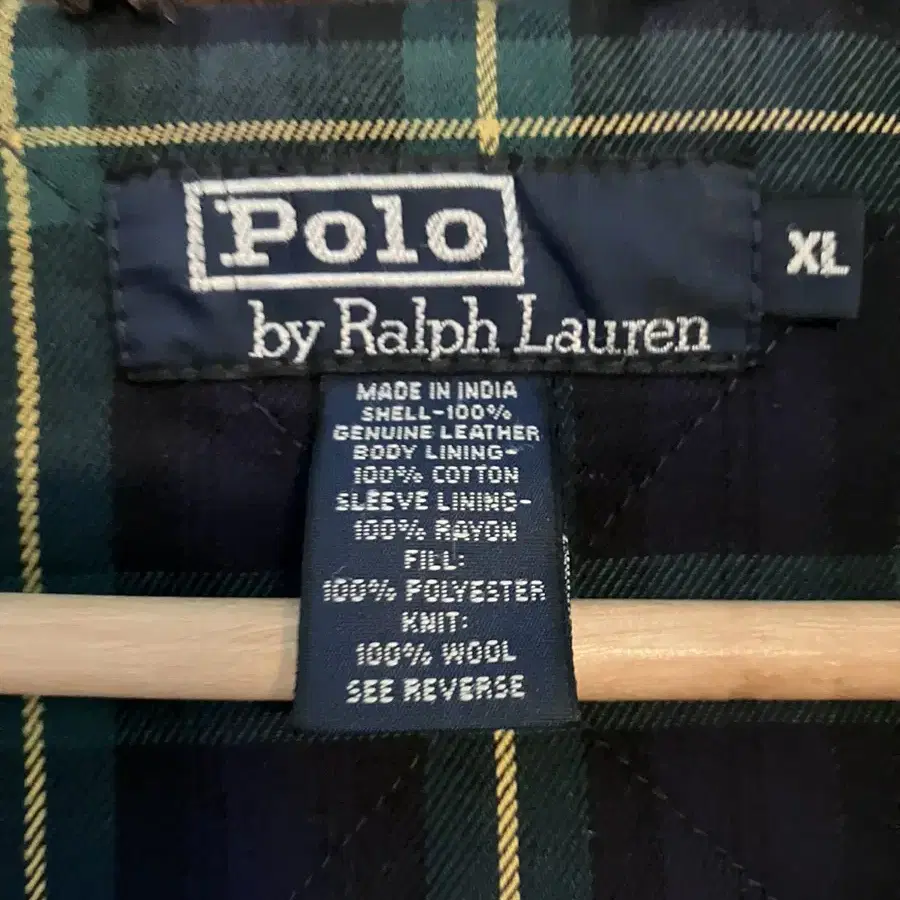 Polo
by Ralph Lauren
XL
MADE IN INDIA
SHELL-100%
GENUINE LEATHER
BODY LINING-
100% COTTON
SLEEVE LINING-
100% RAYON
FILL:
100% POLYESTER
KNIT:
100% WOOL
SEE REVERSE